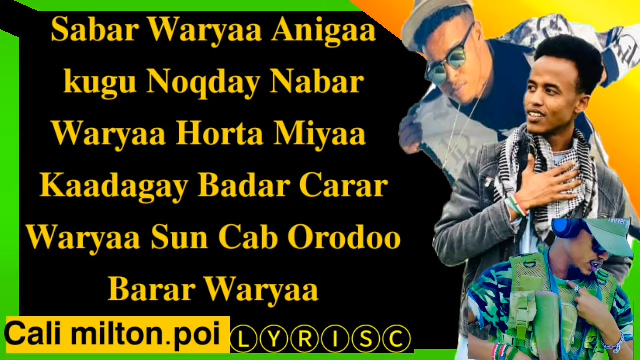 Sabar Waryaa Anigaa
kugu Noqday Nabar
Waryaa Horta Miyaa
Kaadagay Badar Carar
Waryaa Sun Cab Orodoo
Barar Waryaa
Cali milton.poi ⓁⓎⓇⒾⓈⒸ